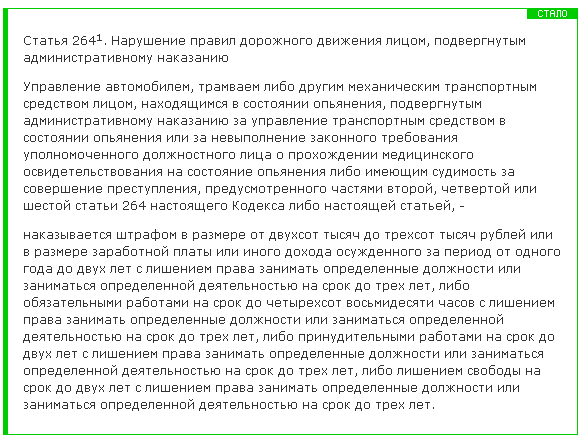 СТАЛО
Статья 264¹. Нарушение правил дорожного движения лицом, подвергнутым
административному наказанию
Управление автомобилем, трамваем либо другим механическим транспортным
средством лицом, находящимся в состоянии опьянения, подвергнутым
административному наказанию за управление транспортным средством в
состоянии опьянения или за невыполнение законного требования
уполномоченного должностного лица о прохождении медицинского
освидетельствования на состояние опьянения либо имеющим судимость за
совершение преступления, предусмотренного частями второй, четвертой или
шестой статьи 264 настоящего Кодекса либо настоящей статьей, -
наказывается штрафом в размере от двухсот тысяч до трехсот тысяч рублей или
в размере заработной платы или иного дохода осужденного за период от одного
года до двух лет с лишением права занимать определенные должности или
заниматься определенной деятельностью на срок до трех лет, либо
обязательными работами на срок до четырехсот восьмидесяти часов с лишением
права занимать определенные должности или заниматься определенной
деятельностью на срок до трех лет, либо принудительными работами на срок до
двух лет с лишением права занимать определенные должности или заниматься
определенной деятельностью на срок до трех лет, либо лишением свободы на
срок до двух лет с лишением права занимать определенные должности или
заниматься определенной деятельностью на срок до трех лет.